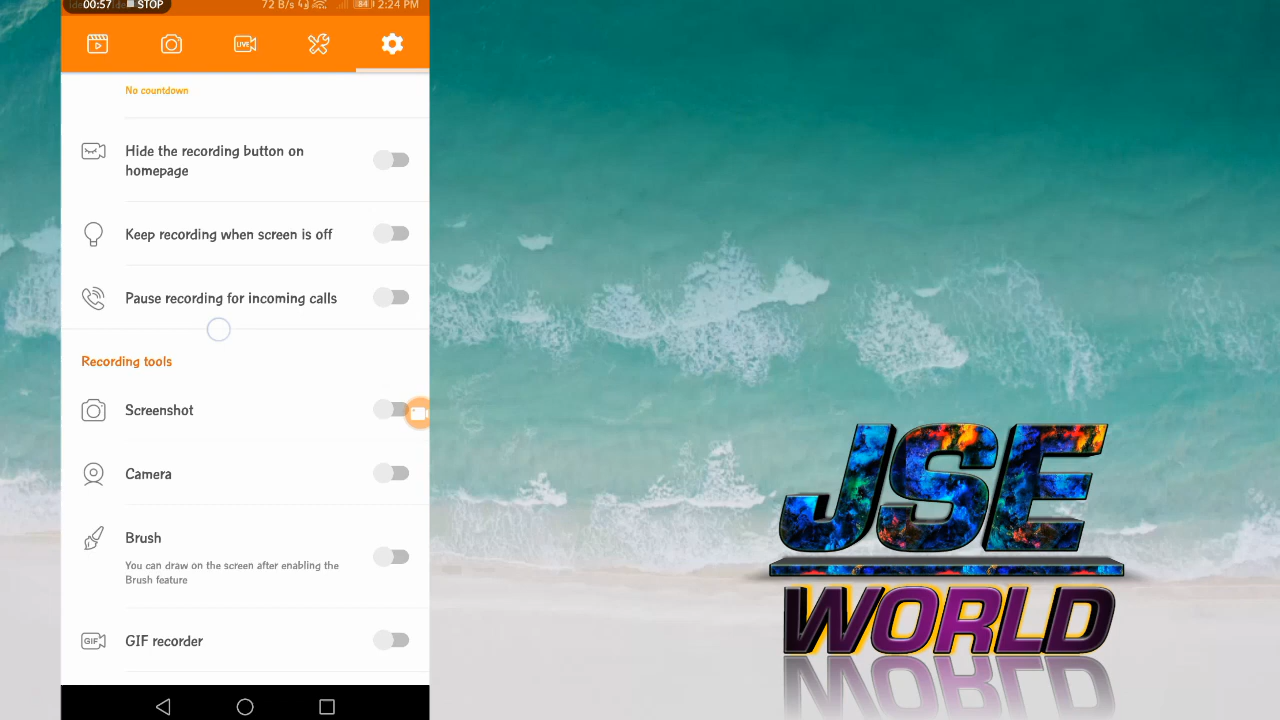 00:57 STOP 72 B/s 84 2:24 PM
LIVE
No countdown
Hide the recording button on
homepage
Keep recording when screen is off
Pause recording for incoming calls
Recording tools
Screenshot
Camera
Brush
You can draw on the screen after enabling the
Brush feature
GIF GIF recorder
JSE
WORLD